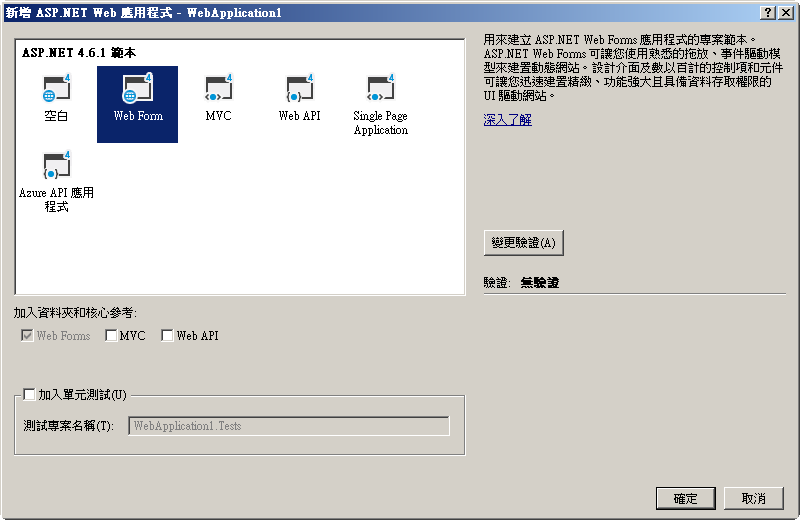 新增 ASP.NET Web 應用程式 - WebApplication1
ASP.NET 4.6.1 範本
空白
Web Form
MVC
Web API
Single Page
Application
Azure API 應用
程式
用來建立 ASP.NET Web Forms 應用程式的專案範本。
ASP.NET Web Forms 可讓您使用熟悉的拖放、事件驅動模
型來建置動態網站。設計介面及數以百計的控制項和元件
可讓您迅速建置精緻、功能強大且具備資料存取權限的
UI 驅動網站。
深入了解
變更驗證(A)
驗證: 無驗證
加入資料夾和核心參考:
Web Forms MVC Web API
加入單元測試(U)
測試專案名稱(T): WebApplication1.Tests
確定 取消